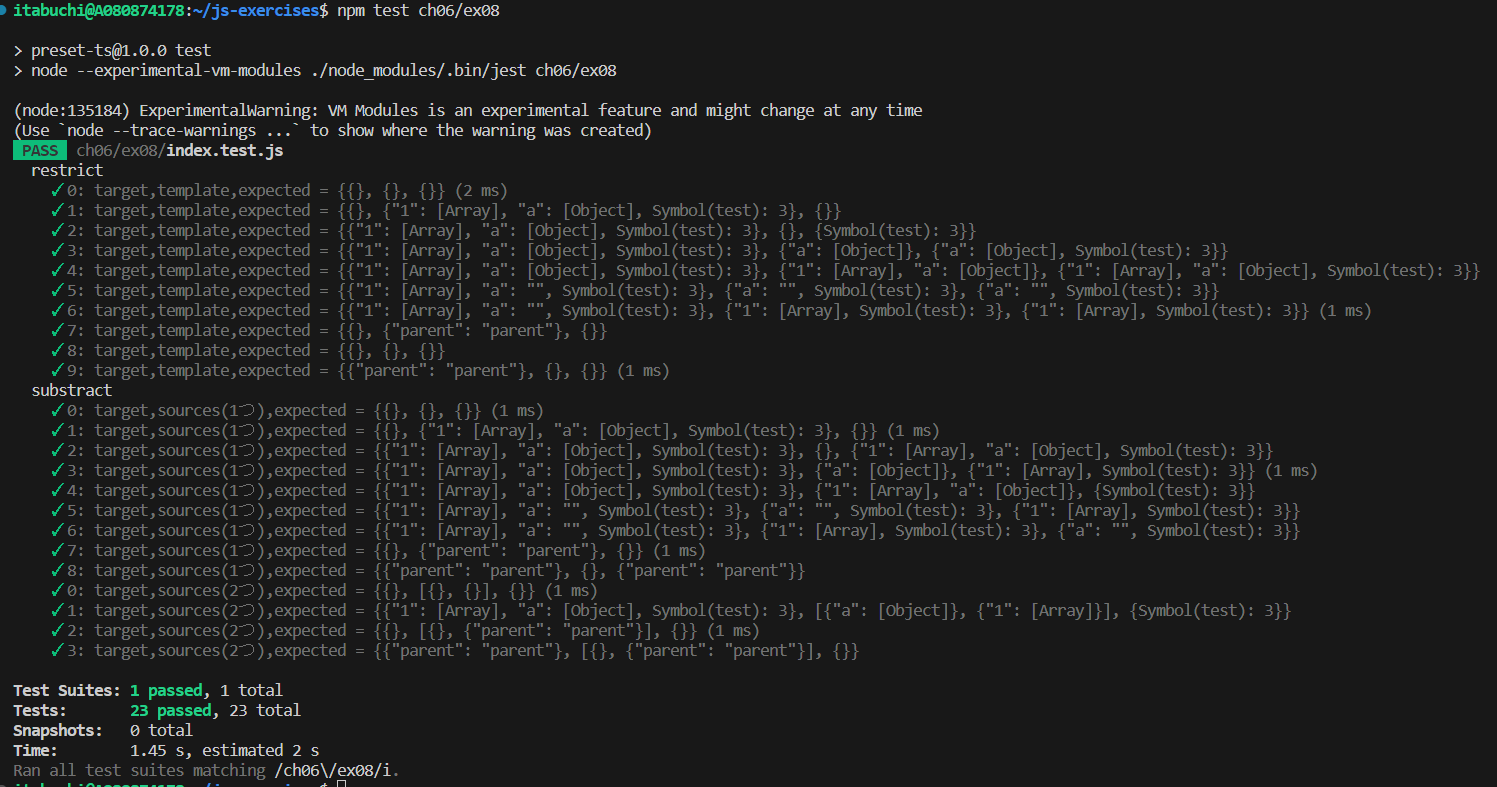 itabuchi@A080874178:~/js-exercises$ npm test ch06/ex08
> preset-ts@1.0.0 test
> node --experimental-vm-modules ./node_modules/.bin/jest ch06/ex08
(node:135184) ExperimentalWarning: VM Modules is an experimental feature and might change at any time
(Use `node --trace-warnings ...` to show where the warning was created)
PASS ch06/ex08/index.test.js
restrict
✓ 0: target,template,expected = {{}, {}, {}} (2 ms)
✓ 1: target,template,expected = {{}, {"1": [Array], "a": [Object], Symbol(test): 3}, {}}
✓ 2: target,template,expected = {{"1": [Array], "a": [Object], Symbol(test): 3}, {}, {Symbol(test): 3}}
✓ 3: target,template,expected = {{"1": [Array], "a": [Object], Symbol(test): 3}, {"a": [Object]}, {"a": [Object], Symbol(test): 3}}
✓ 4: target,template,expected = {{"1": [Array], "a": [Object], Symbol(test): 3}, {"1": [Array], "a": [Object]}, {"1": [Array], "a": [Object], Symbol(test): 3}}
✓ 5: target,template,expected = {{"1": [Array], "a": "", Symbol(test): 3}, {"a": "", Symbol(test): 3}, {"a": "", Symbol(test): 3}}
✓ 6: target,template,expected = {{"1": [Array], "a": "", Symbol(test): 3}, {"1": [Array], Symbol(test): 3}, {"1": [Array], Symbol(test): 3}} (1 ms)
✓ 7: target,template,expected = {{}, {"parent": "parent"}, {}}
✓ 8: target,template,expected = {{}, {}, {}}
✓ 9: target,template,expected = {{"parent": "parent"}, {}, {}} (1 ms)
substract
✓ 0: target,sources(1つ),expected = {{}, {}, {}} (1 ms)
✓ 1: target,sources(1つ),expected = {{}, {"1": [Array], "a": [Object], Symbol(test): 3}, {}} (1 ms)
✓ 2: target,sources(1つ),expected = {{"1": [Array], "a": [Object], Symbol(test): 3}, {}, {"1": [Array], "a": [Object], Symbol(test): 3}}
✓ 3: target,sources(1つ),expected = {{"1": [Array], "a": [Object], Symbol(test): 3}, {"a": [Object]}, {"1": [Array], Symbol(test): 3}} (1 ms)
✓ 4: target,sources(1つ),expected = {{"1": [Array], "a": [Object], Symbol(test): 3}, {"1": [Array], "a": [Object]}, {Symbol(test): 3}}
✓ 5: target,sources(1つ),expected = {{"1": [Array], "a": "", Symbol(test): 3}, {"a": "", Symbol(test): 3}, {"1": [Array], Symbol(test): 3}}
✓ 6: target,sources(1つ),expected = {{"1": [Array], "a": "", Symbol(test): 3}, {"1": [Array], Symbol(test): 3}, {"a": "", Symbol(test): 3}}
✓ 7: target,sources(1つ),expected = {{}, {"parent": "parent"}, {}} (1 ms)
✓ 8: target,sources(1つ),expected = {{"parent": "parent"}, {}, {"parent": "parent"}}
✓ 0: target,sources(2つ),expected = {{}, [{}, {}], {}} (1 ms)
✓ 1: target,sources(2つ),expected = {{"1": [Array], "a": [Object], Symbol(test): 3}, [{"a": [Object]}, {"1": [Array]}], {Symbol(test): 3}}
✓ 2: target,sources(2つ),expected = {{}, [{}, {"parent": "parent"}], {}} (1 ms)
✓ 3: target,sources(2つ),expected = {{"parent": "parent"}, [{}, {"parent": "parent"}], {}}
Test Suites: 1 passed, 1 total
Tests: 23 passed, 23 total
Snapshots: 0 total
Time: 1.45 s, estimated 2 s
Ran all test suites matching /ch06\/ex08/i.
itabuchi@A080874178:~/js-exercises$